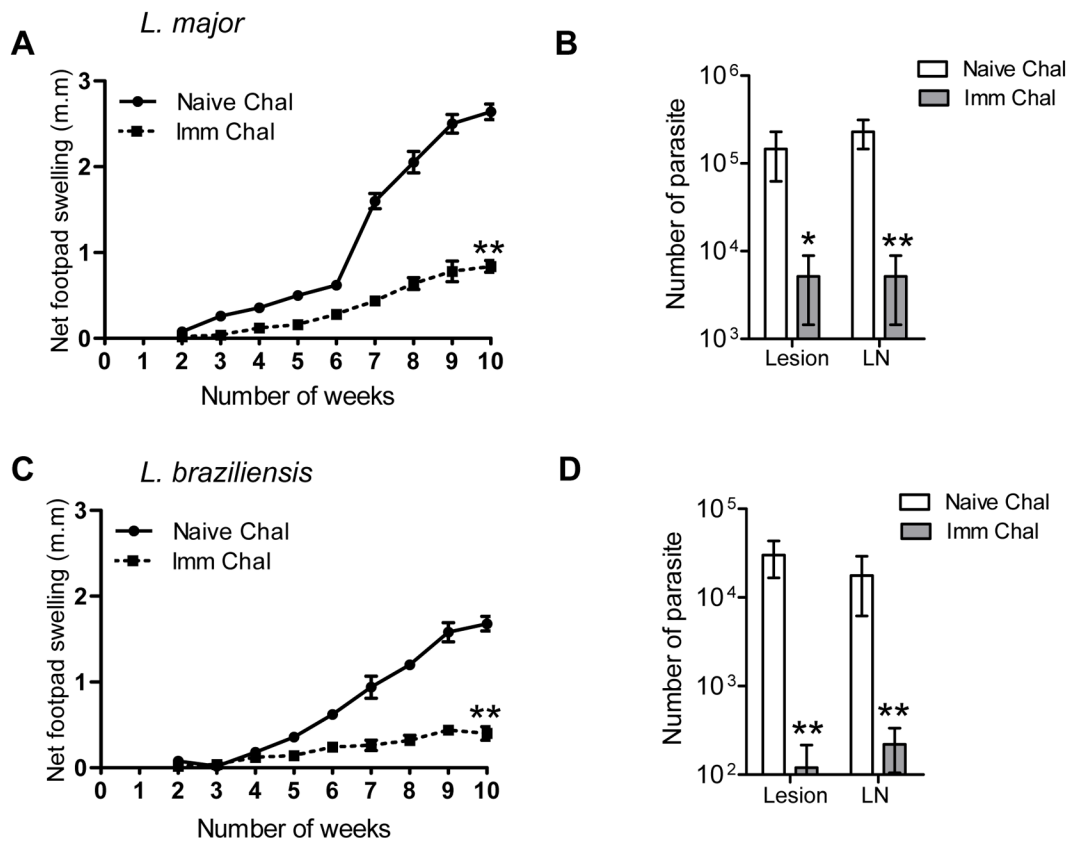 L. major
A
Net footpad swelling (m.m)
3
2
1
0
Naive Chal
Imm Chal
**
0 1 2 3 4 5 6 7 8 9 10
Number of weeks
B
Number of parasite
10^6
10^5
10^4
10^3
Naive Chal
Imm Chal
* **
Lesion LN
C
L. braziliensis
Net footpad swelling (m.m)
3
2
1
0
Naive Chal
Imm Chal
**
0 1 2 3 4 5 6 7 8 9 10
Number of weeks
D
Number of parasite
10^5
10^4
10^3
10^2
Naive Chal
Imm Chal
** **
Lesion LN